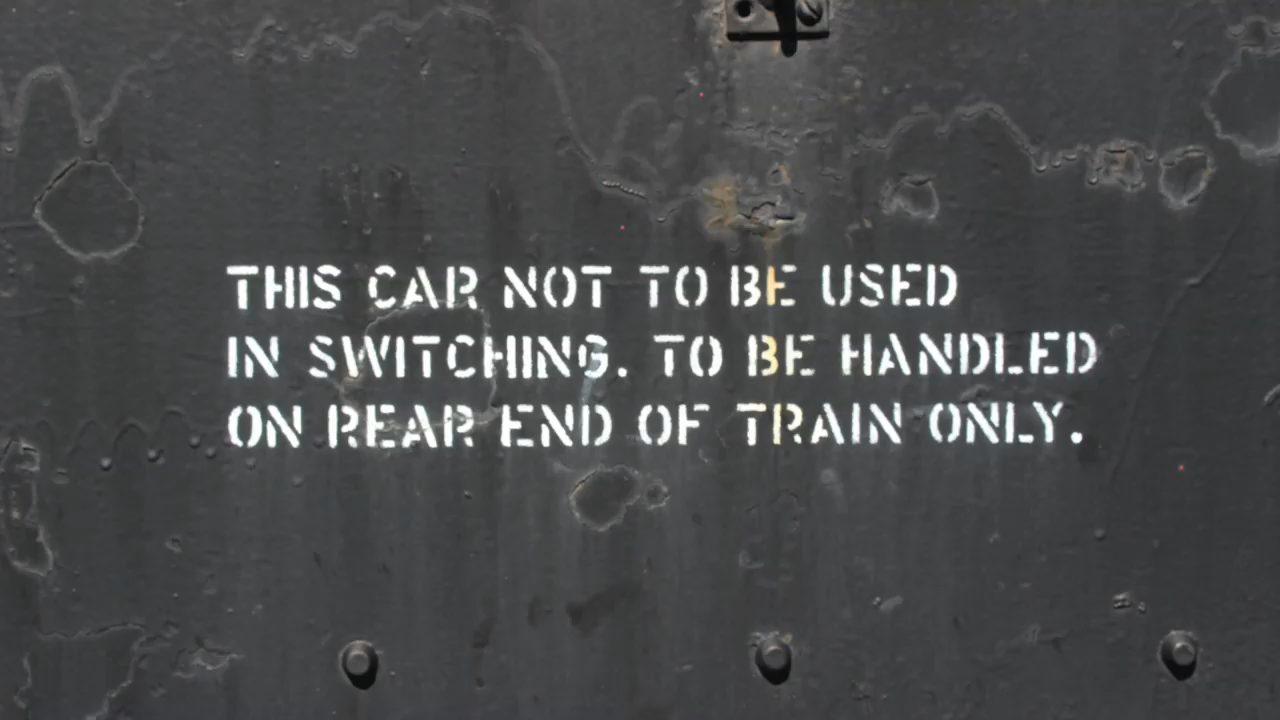 THIS CAR NOT TO BE USED
IN SWITCHING. TO BE HANDLED
ON REAR END OF TRAIN ONLY.